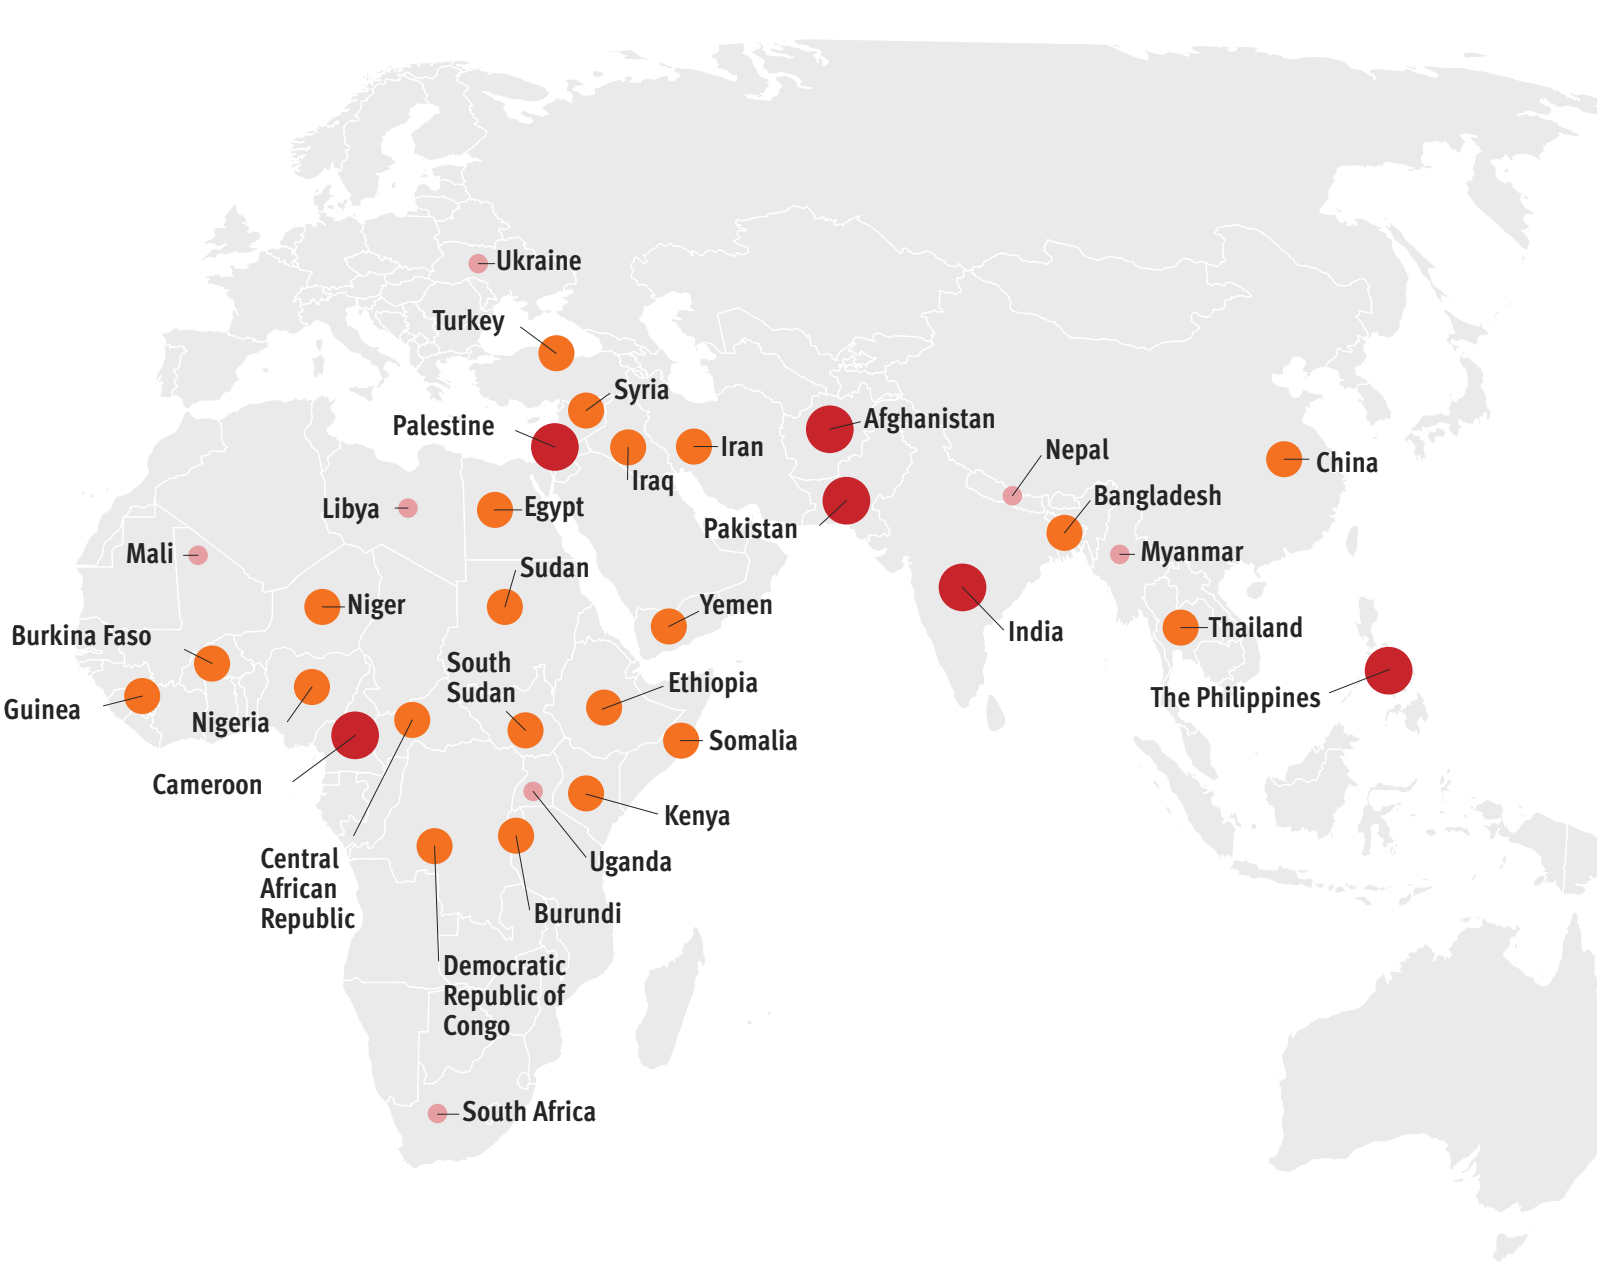 Ukraine
Turkey
Syria
Palestine
Afghanistan
Iran
Nepal
China
Iraq
Bangladesh
Libya
Egypt
Pakistan
Mali
Myanmar
Sudan
Niger
Yemen
Burkina Faso
India
Thailand
South
Sudan
Ethiopia
The Philippines
Guinea
Nigeria
Somalia
Cameroon
Kenya
Central
African
Republic
Uganda
Burundi
Democratic
Republic of
Congo
South Africa